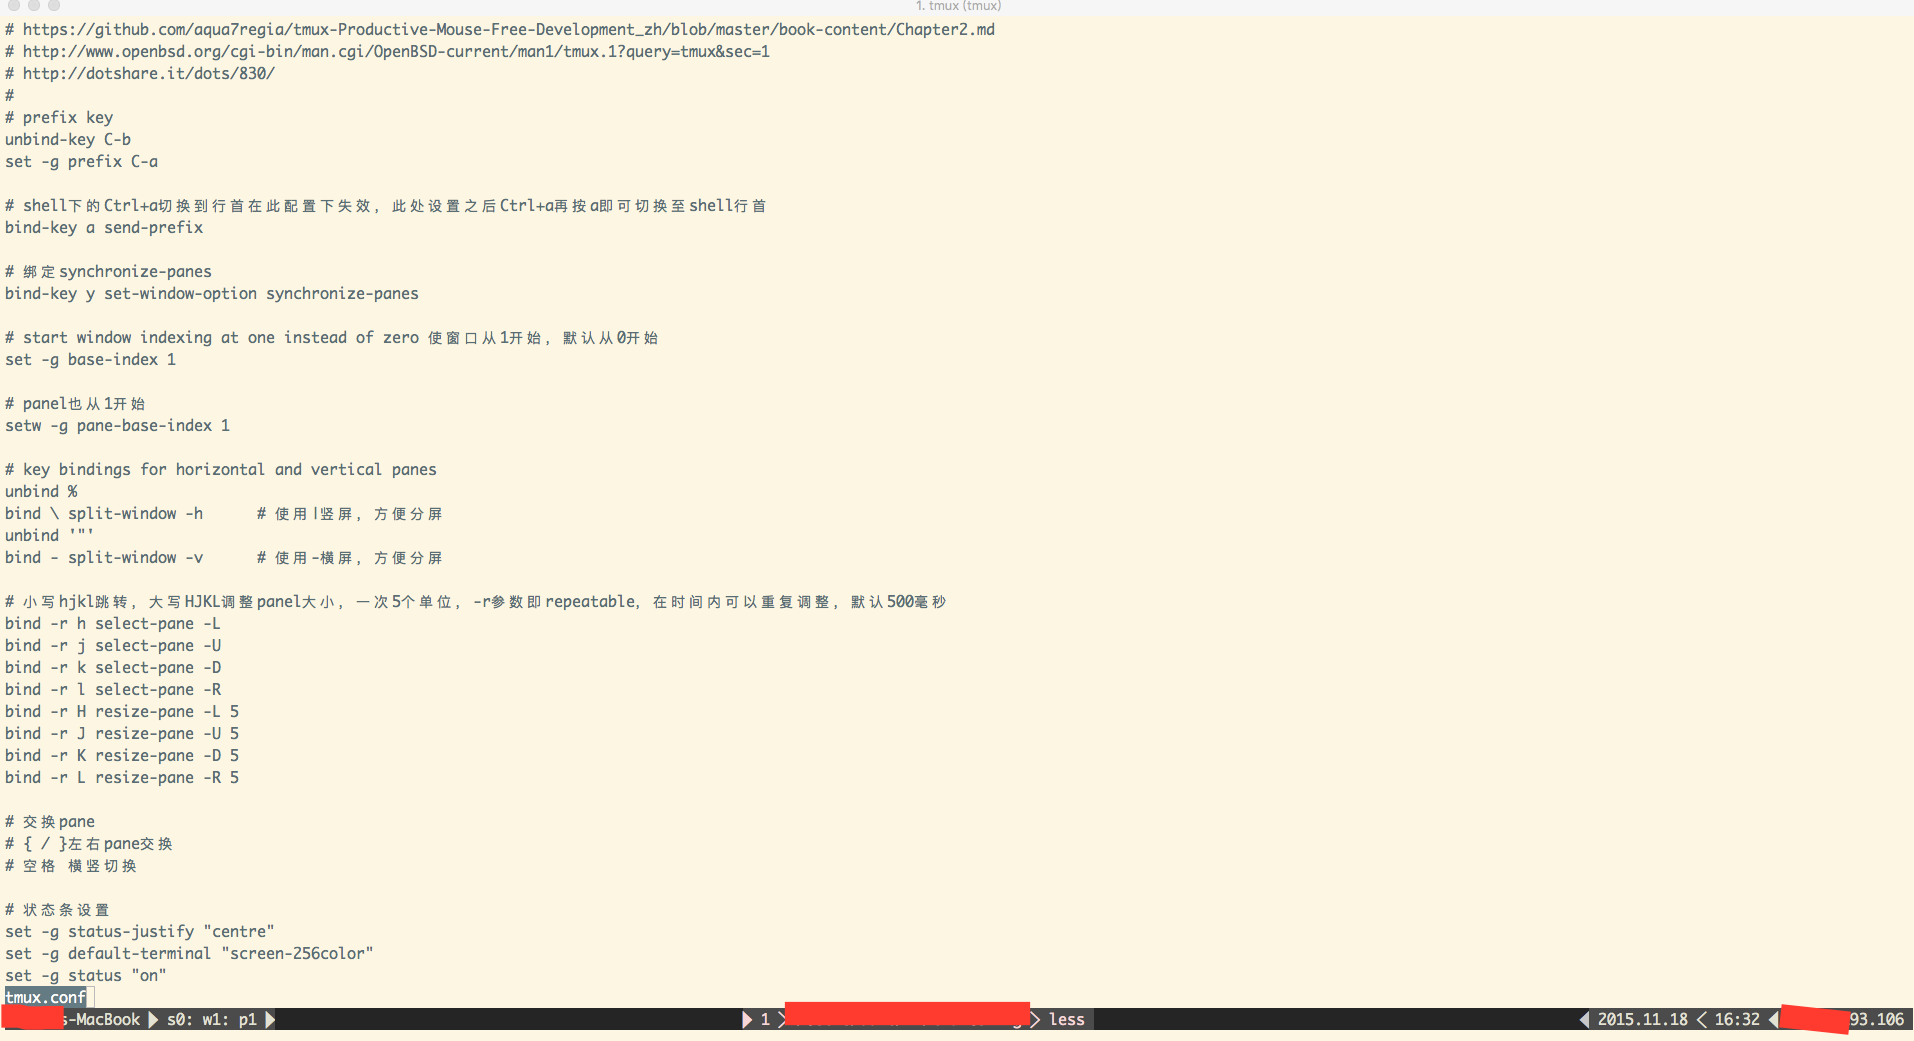 1. tmux (tmux)
# https://github.com/aqua7regia/tmux-Productive-Mouse-Free-Development_zh/blob/master/book-content/Chapter2.md
# http://www.openbsd.org/cgi-bin/man.cgi/OpenBSD-current/man1/tmux.1?query=tmux&sec=1
# http://dotshare.it/dots/830/
#
# prefix key
unbind-key C-b
set -g prefix C-a
# shell下的Ctrl+a切换到行首在此配置下失效，此处设置之后Ctrl+a再按a即可切换至shell行首
bind-key a send-prefix
# 绑定synchronize-panes
bind-key y set-window-option synchronize-panes
# start window indexing at one instead of zero 使窗口从1开始，默认从0开始
set -g base-index 1
# panel也从1开始
setw -g pane-base-index 1
# key bindings for horizontal and vertical panes
unbind %
bind \ split-window -h      # 使用|竖屏，方便分屏
unbind '"'
bind - split-window -v      # 使用-横屏，方便分屏
# 小写hjkl跳转，大写HJKL调整panel大小，一次5个单位，-r参数即repeatable，在时间内可以重复调整，默认500毫秒
bind -r h select-pane -L
bind -r j select-pane -U
bind -r k select-pane -D
bind -r l select-pane -R
bind -r H resize-pane -L 5
bind -r J resize-pane -U 5
bind -r K resize-pane -D 5
bind -r L resize-pane -R 5
# 交换pane
# { / }左右pane交换
# 空格 横竖切换
# 状态条设置
set -g status-justify "centre"
set -g default-terminal "screen-256color"
set -g status "on"
tmux.conf
s-MacBook s0: w1: p1 1 less 2015.11.18 16:32 93.106